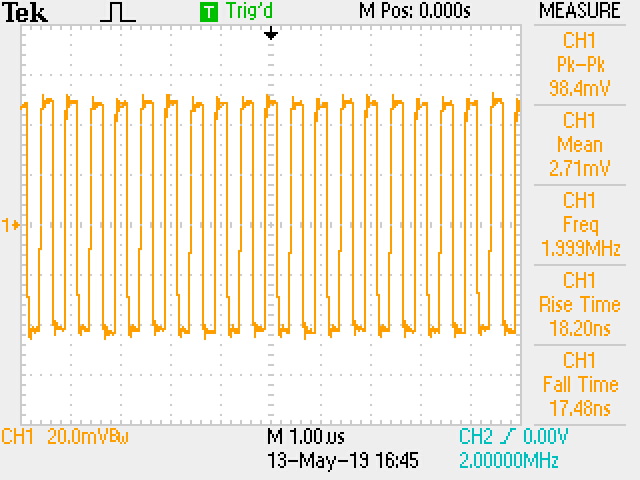 Tek T Trig'd M Pos: 0.000s MEASURE
CH1
Pk-Pk
98.4mV
CH1
Mean
2.71mV
1
CH1
Freq
1.999MHz
CH1
Rise Time
18.20ns
CH1
Fall Time
17.48ns
CH1 20.0mVBw M 1.00us CH2 0.00V
13-May-19 16:45 2.00000MHz